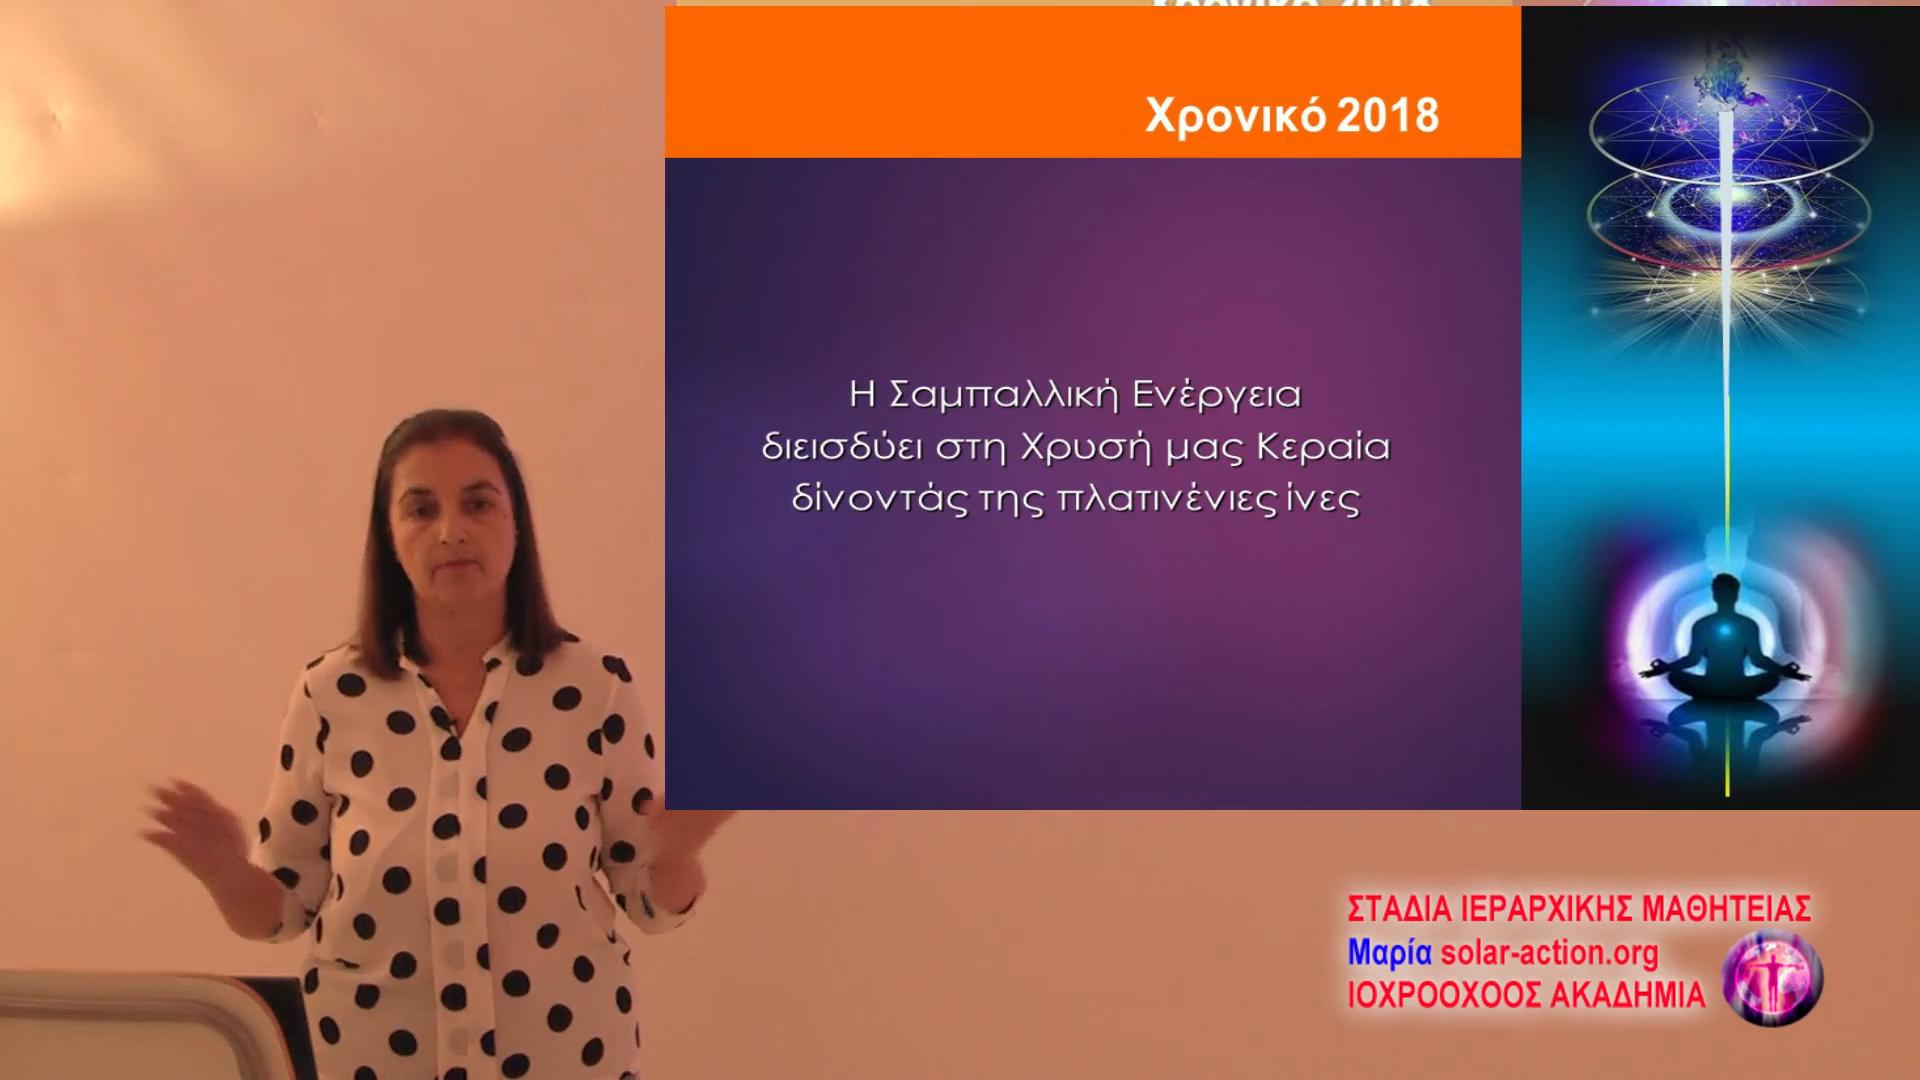 Χρονικό 2018
Η Σαμπαλλική Ενέργεια
διεισδύει στη Χρυσή μας Κεραία
δίνοντάς της πλατινένιες ίνες
ΣΤΑΔΙΑ ΙΕΡΑΡΧΙΚΗΣ ΜΑΘΗΤΕΙΑΣ
Μαρία solar-action.org
ΙΟΧΡΟΟΧΟΟΣ ΑΚΑΔΗΜΙΑ